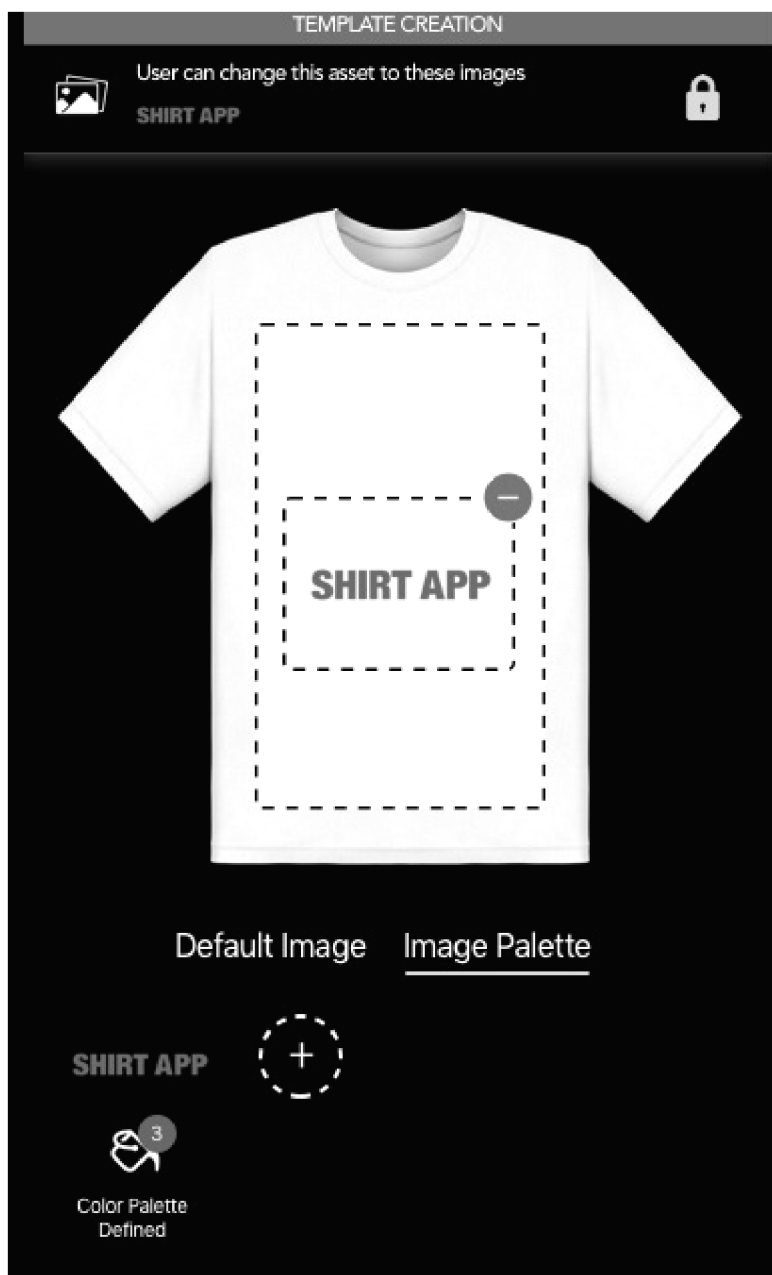 TEMPLATE CREATION
User can change this asset to these images
SHIRT APP
SHIRT APP
Default Image Image Palette
SHIRT APP
+
3
Color Palette
Defined